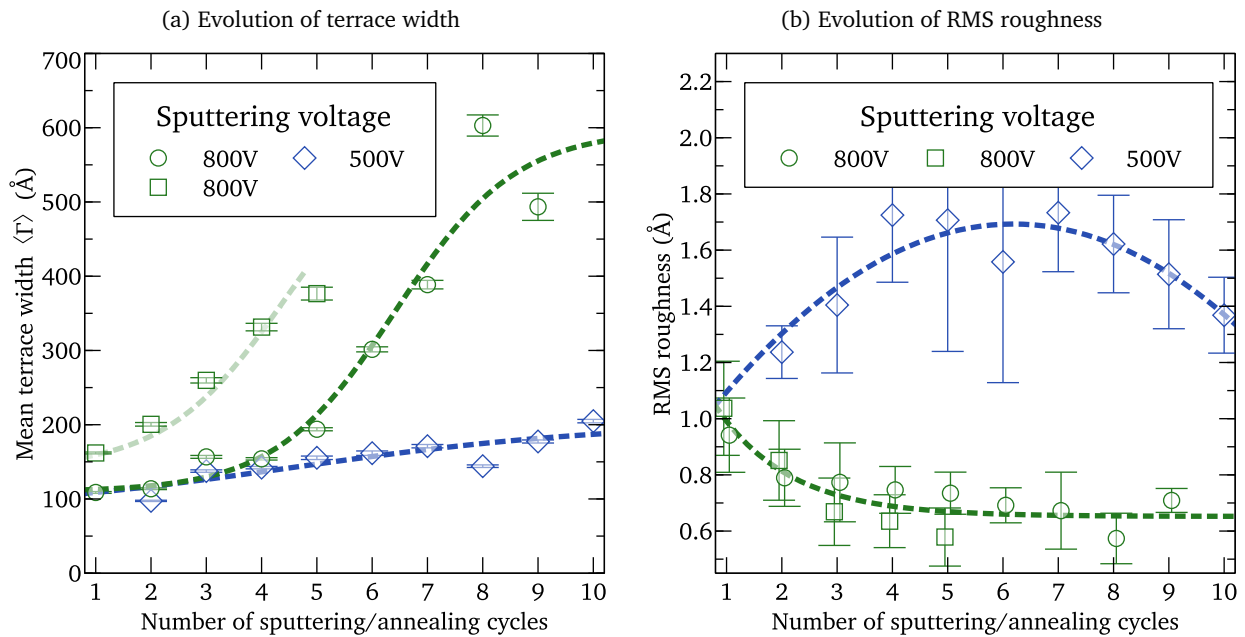 (a) Evolution of terrace width
Mean terrace width ⟨Γ⟩ (Å)
700
600
500
400
300
200
100
0
Sputtering voltage
800V 500V
800V
1 2 3 4 5 6 7 8 9 10
Number of sputtering/annealing cycles
(b) Evolution of RMS roughness
RMS roughness (Å)
2.2
2.0
1.8
1.6
1.4
1.2
1.0
0.8
0.6
Sputtering voltage
800V 800V 500V
1 2 3 4 5 6 7 8 9 10
Number of sputtering/annealing cycles